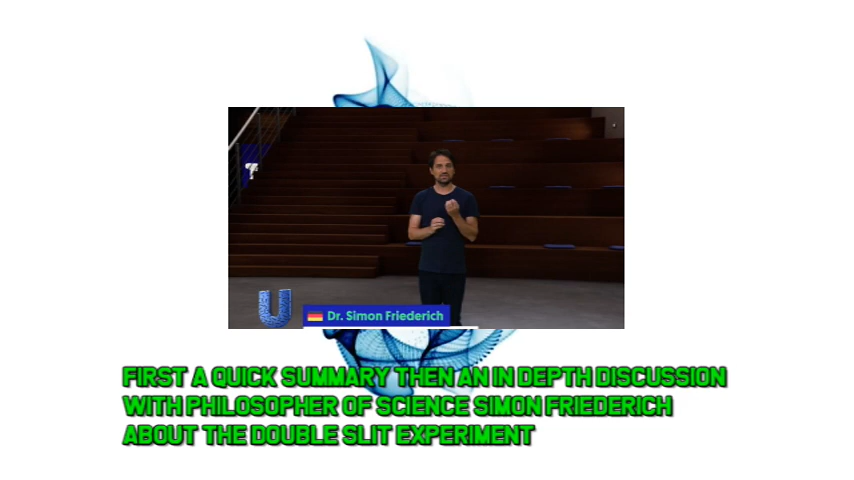 U
Dr. Simon Friederich
FIRST A QUICK SUMMARY THEN AN IN DEPTH DISCUSSION
WITH PHILOSOPHER OF SCIENCE SIMON FRIEDERICH
ABOUT THE DOUBLE SLIT EXPERIMENT